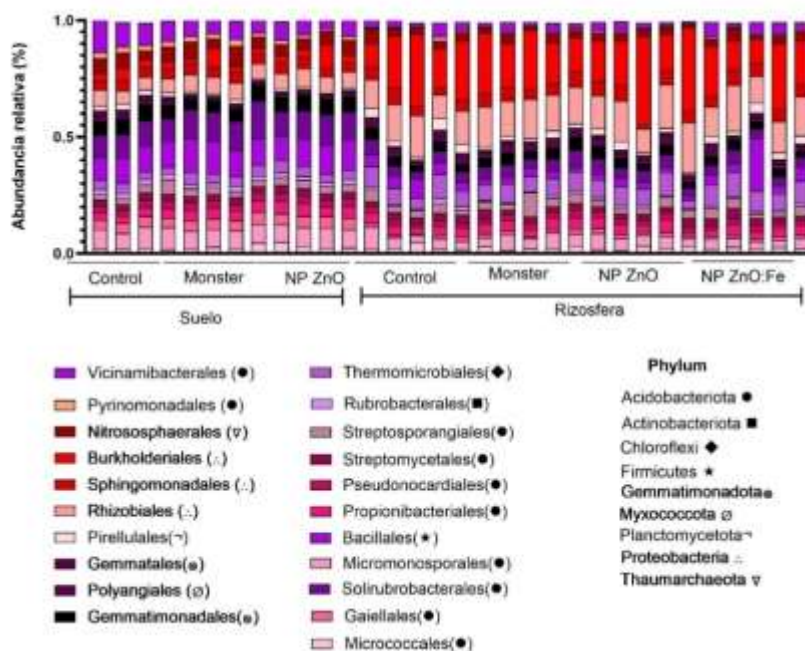 Abundancia relativa (%)
1.0
0.5
0.0
Control Monster NP ZnO Control Monster NP ZnO NP ZnO:Fe
Suelo Rizosfera
Vicinamibacterales (●)
Pyrinomonadales (●)
Nitrososphaerales (∇)
Burkholderiales (∴)
Sphingomonadales (∴)
Rhizobiales (∴)
Pirellulales(¬)
Gemmatales(⊛)
Polyangiales (∅)
Gemmatimonadales(⊛)
Thermomicrobiales(◆)
Rubrobacterales(■)
Streptosporangiales(●)
Streptomycetales(●)
Pseudonocardiales(●)
Propionibacteriales(●)
Bacillales(★)
Micromonosporales(●)
Solirubrobacterales(●)
Gaiellales(●)
Micrococcales(●)
Phylum
Acidobacteriota ●
Actinobacteriota ■
Chloroflexi ◆
Firmicutes ★
Gemmatimonadota⊛
Myxococcota ∅
Planctomycetota¬
Proteobacteria ∴
Thaumarchaeota ∇